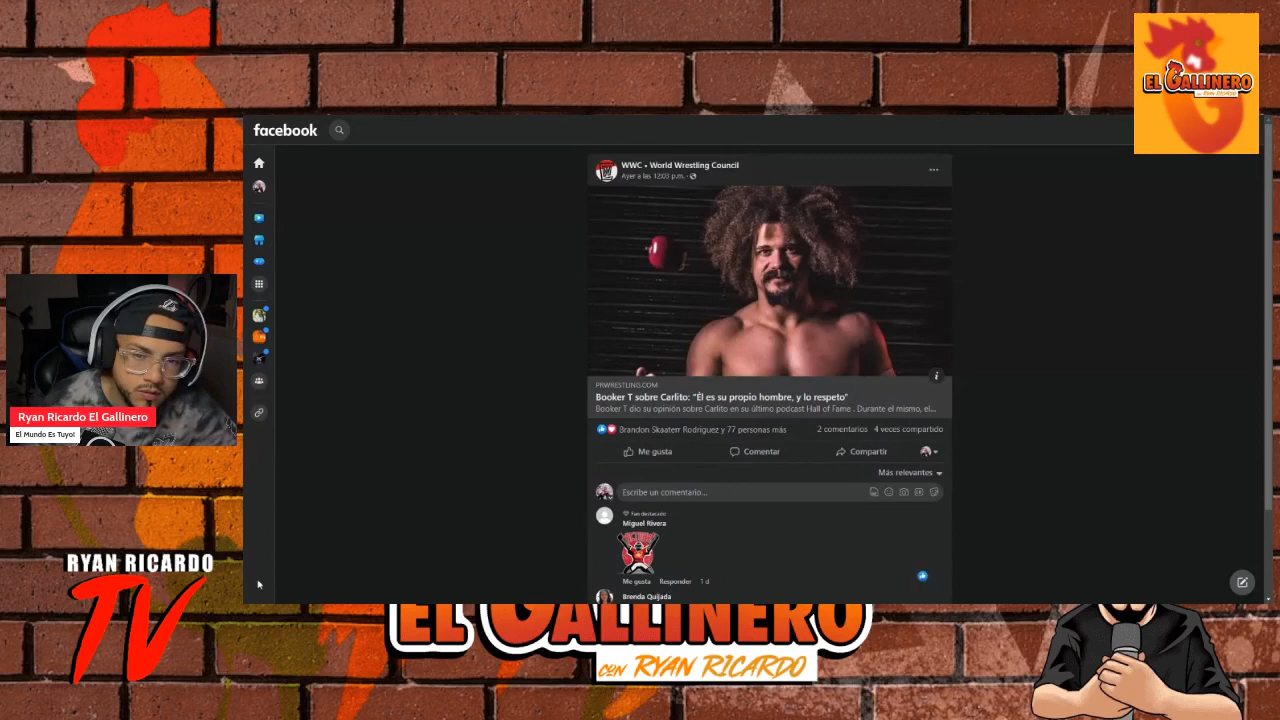 EL GALLINERO
facebook
WWC • World Wrestling Council
Ayer a las 12:03 p.m. •
PRWRESTLING.COM
Booker T sobre Carlito: "Él es su propio hombre, y lo respeto"
Booker T dio su opinión sobre Carlito en su último podcast Hall of Fame . Durante el mismo, el...
Brandon Skaaterr Rodriguez y 77 personas más
2 comentarios 4 veces compartido
Me gusta Comentar Compartir
Más relevantes
Escribe un comentario...
Fan destacado
Miguel Rivera
Me gusta Responder 1 d
Brenda Quijada
Ryan Ricardo El Gallinero
El Mundo Es Tuyo!
RYAN RICARDO
TV
EL GALLINERO
CON RYAN RICARDO